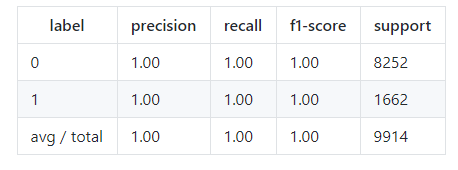 label precision recall f1-score support
0 1.00 1.00 1.00 8252
1 1.00 1.00 1.00 1662
avg / total 1.00 1.00 1.00 9914